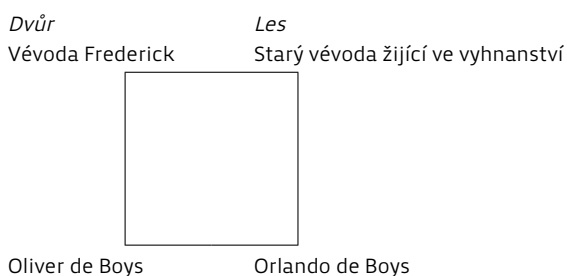 Dvůr Les
Vévoda Frederick Starý vévoda žijící ve vyhnanství
Oliver de Boys Orlando de Boys